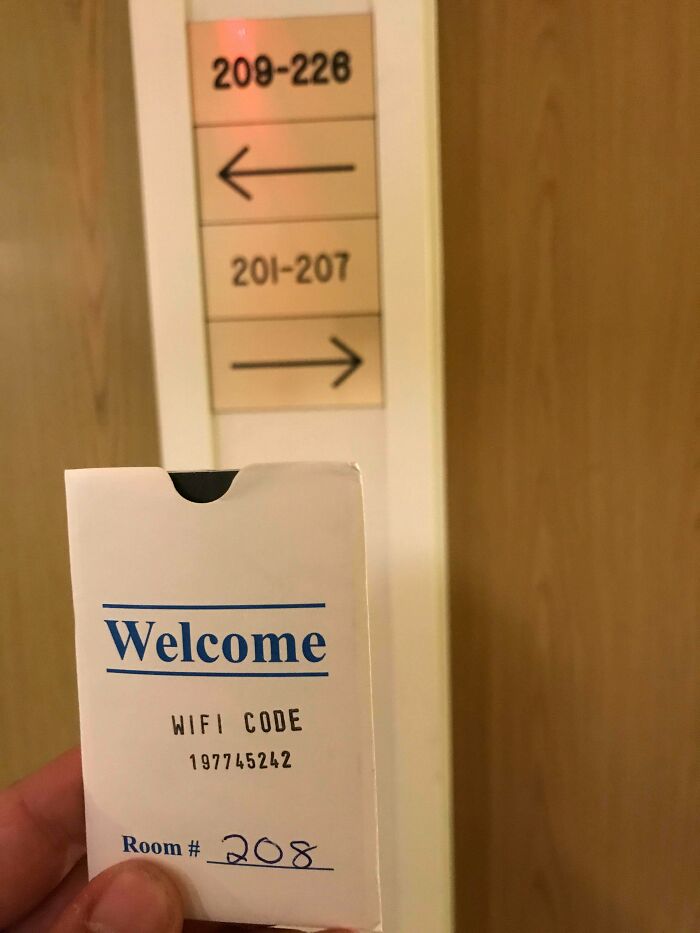 209-226
←
201-207
→
Welcome
WIFI CODE
197745242
Room # 208